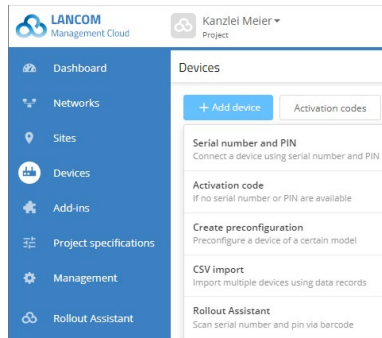 LANCOM
Management Cloud
Kanzlei Meier
Project
Dashboard
Networks
Sites
Devices
Add-ins
Project specifications
Management
Rollout Assistant
Devices
+ Add device
Activation codes
Serial number and PIN
Connect a device using serial number and PIN
Activation code
If no serial number or PIN are available
Create preconfiguration
Preconfigure a device of a certain model
CSV import
Import multiple devices using data records
Rollout Assistant
Scan serial number and pin via barcode